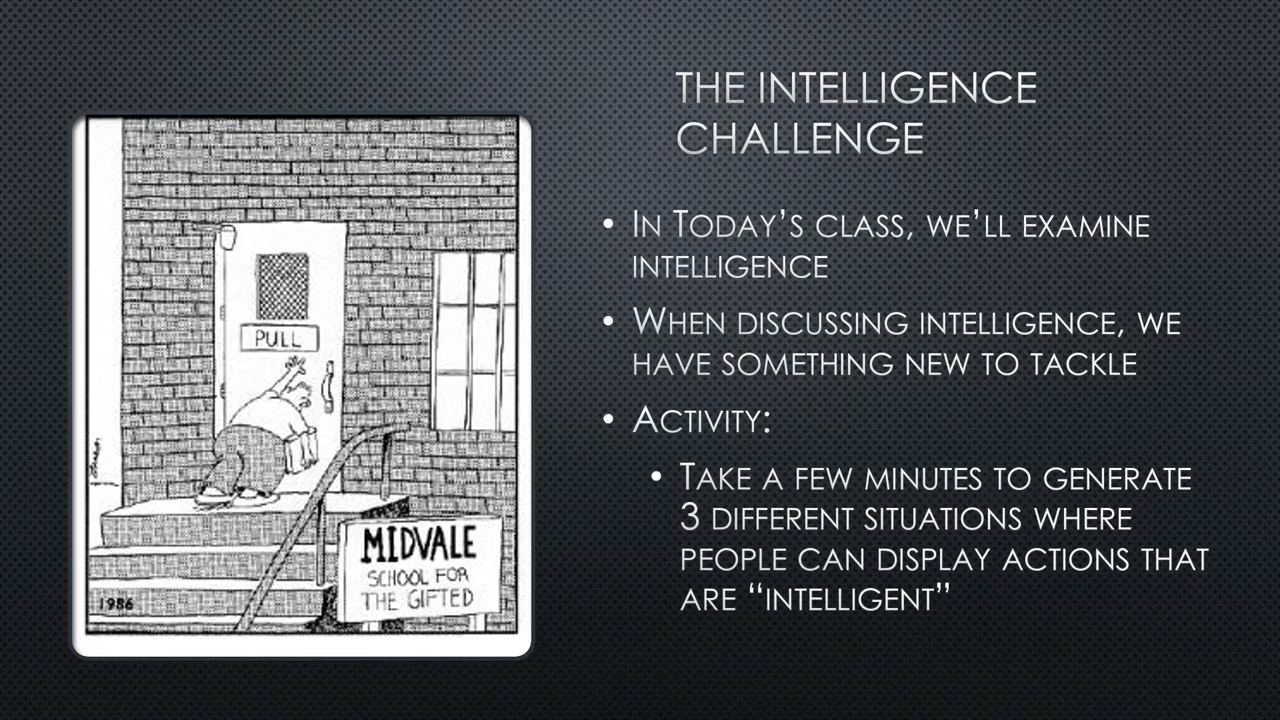 THE INTELLIGENCE
CHALLENGE
• IN TODAY’S CLASS, WE’LL EXAMINE
INTELLIGENCE
• WHEN DISCUSSING INTELLIGENCE, WE
HAVE SOMETHING NEW TO TACKLE
• ACTIVITY:
• TAKE A FEW MINUTES TO GENERATE
3 DIFFERENT SITUATIONS WHERE
PEOPLE CAN DISPLAY ACTIONS THAT
ARE “INTELLIGENT”
PULL
MIDVALE
SCHOOL FOR
THE GIFTED
1986